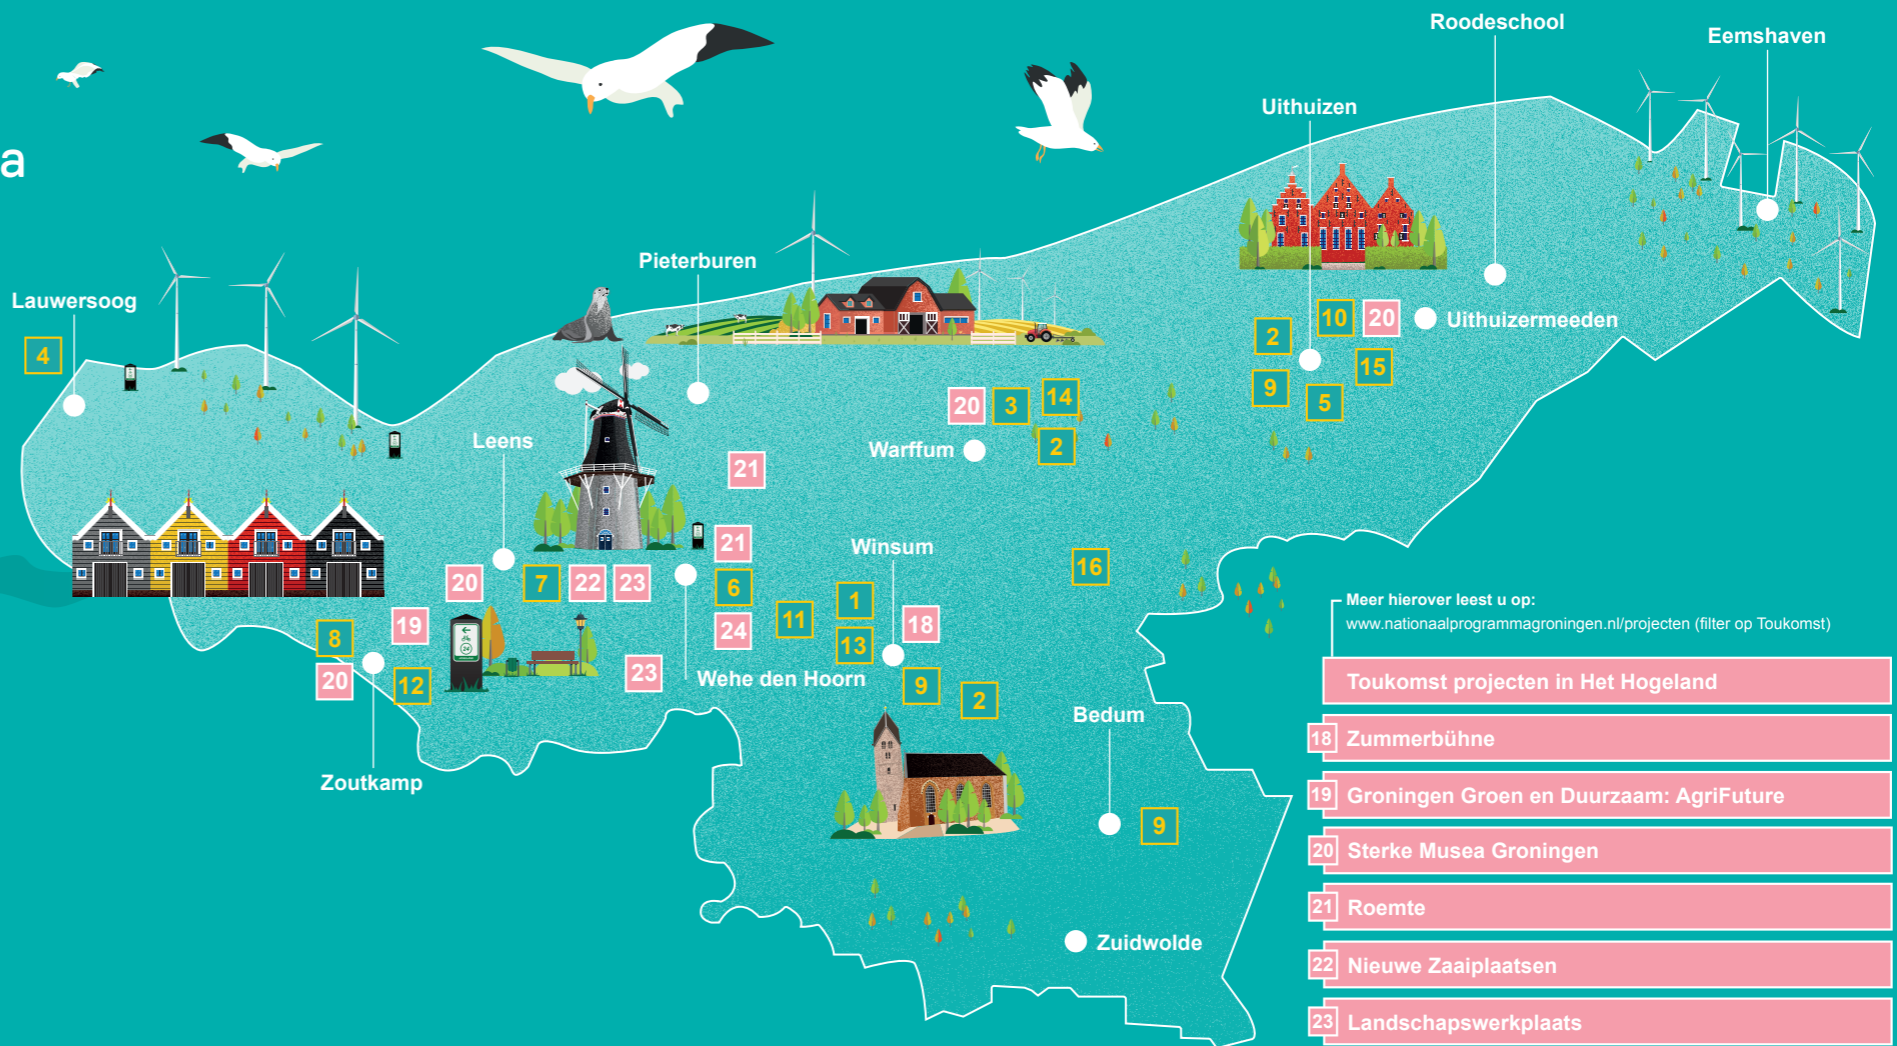 a
Roodeschool
Eemshaven
Uithuizen
Pieterburen
Lauwersoog
4
2
10
20
Uithuizermeeden
15
9
5
20
3
14
Leens
Warffum
2
21
21
Winsum
16
20
7
22
23
6
1
11
18
19
24
13
8
20
12
23
Wehe den Hoorn
9
2
Bedum
Zoutkamp
9
Zuidwolde
Meer hierover leest u op:
www.nationaalprogrammagroningen.nl/projecten (filter op Toukomst)
Toukomst projecten in Het Hogeland
18 Zummerbühne
19 Groningen Groen en Duurzaam: AgriFuture
20 Sterke Musea Groningen
21 Roemte
22 Nieuwe Zaaiplaatsen
23 Landschapswerkplaats